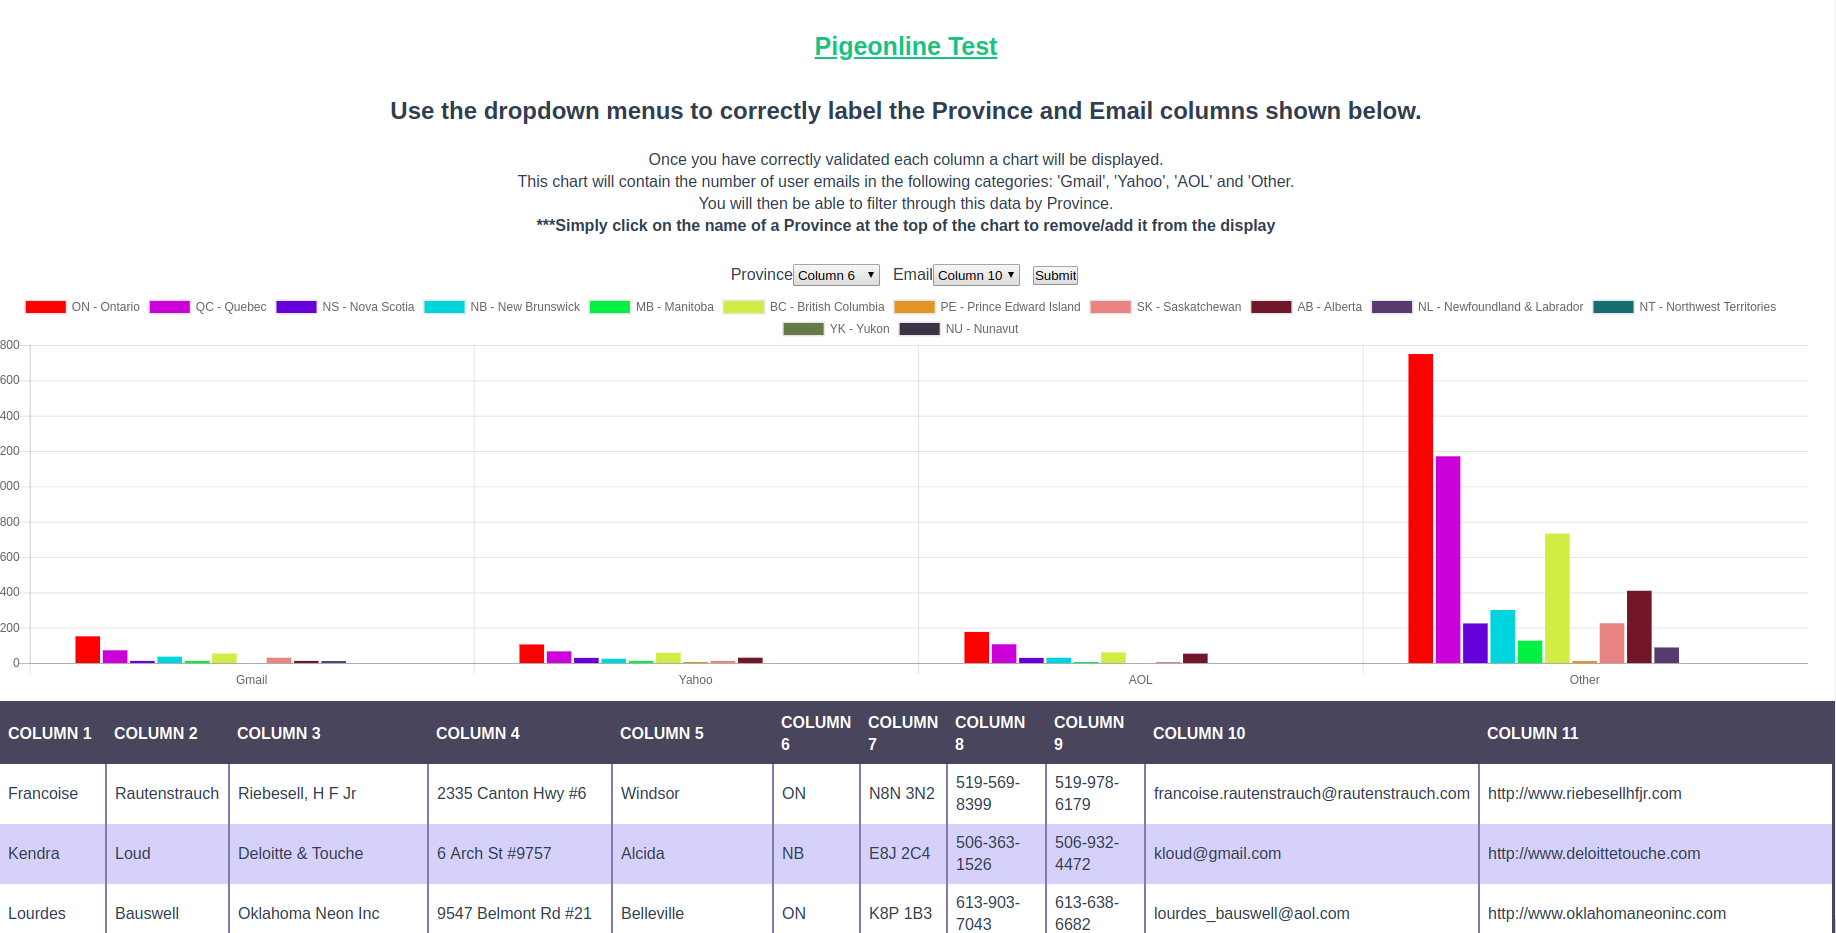 Pigeonline Test
Use the dropdown menus to correctly label the Province and Email columns shown below.
Once you have correctly validated each column a chart will be displayed.
This chart will contain the number of user emails in the following categories: 'Gmail', 'Yahoo', 'AOL' and 'Other.
You will then be able to filter through this data by Province.
***Simply click on the name of a Province at the top of the chart to remove/add it from the display
Province Column 6 Email Column 10 Submit
ON - Ontario QC - Quebec NS - Nova Scotia NB - New Brunswick MB - Manitoba BC - British Columbia PE - Prince Edward Island SK - Saskatchewan AB - Alberta NL - Newfoundland & Labrador NT - Northwest Territories
YK - Yukon NU - Nunavut
800
600
400
200
000
800
600
400
200
0
Gmail Yahoo AOL Other
COLUMN 1 COLUMN 2 COLUMN 3 COLUMN 4 COLUMN 5 COLUMN 6 COLUMN 7 COLUMN 8 COLUMN 9 COLUMN 10 COLUMN 11
Francoise Rautenstrauch Riebesell, H F Jr 2335 Canton Hwy #6 Windsor ON N8N 3N2 519-569-8399 519-978-6179 francoise.rautenstrauch@rautenstrauch.com http://www.riebesellhfjr.com
Kendra Loud Deloitte & Touche 6 Arch St #9757 Alcida NB E8J 2C4 506-363-1526 506-932-4472 kloud@gmail.com http://www.deloittetouche.com
Lourdes Bauswell Oklahoma Neon Inc 9547 Belmont Rd #21 Belleville ON K8P 1B3 613-903-7043 613-638-6682 lourdes_bauswell@aol.com http://www.oklahomaneoninc.com